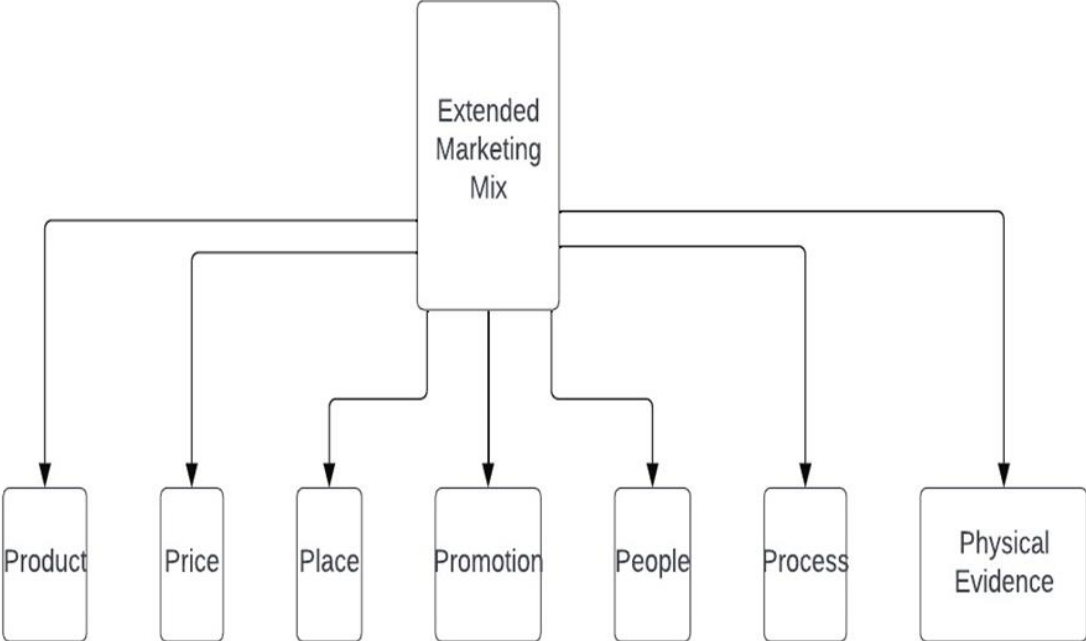 Extended
Marketing
Mix
Product
Price
Place
Promotion
People
Process
Physical
Evidence